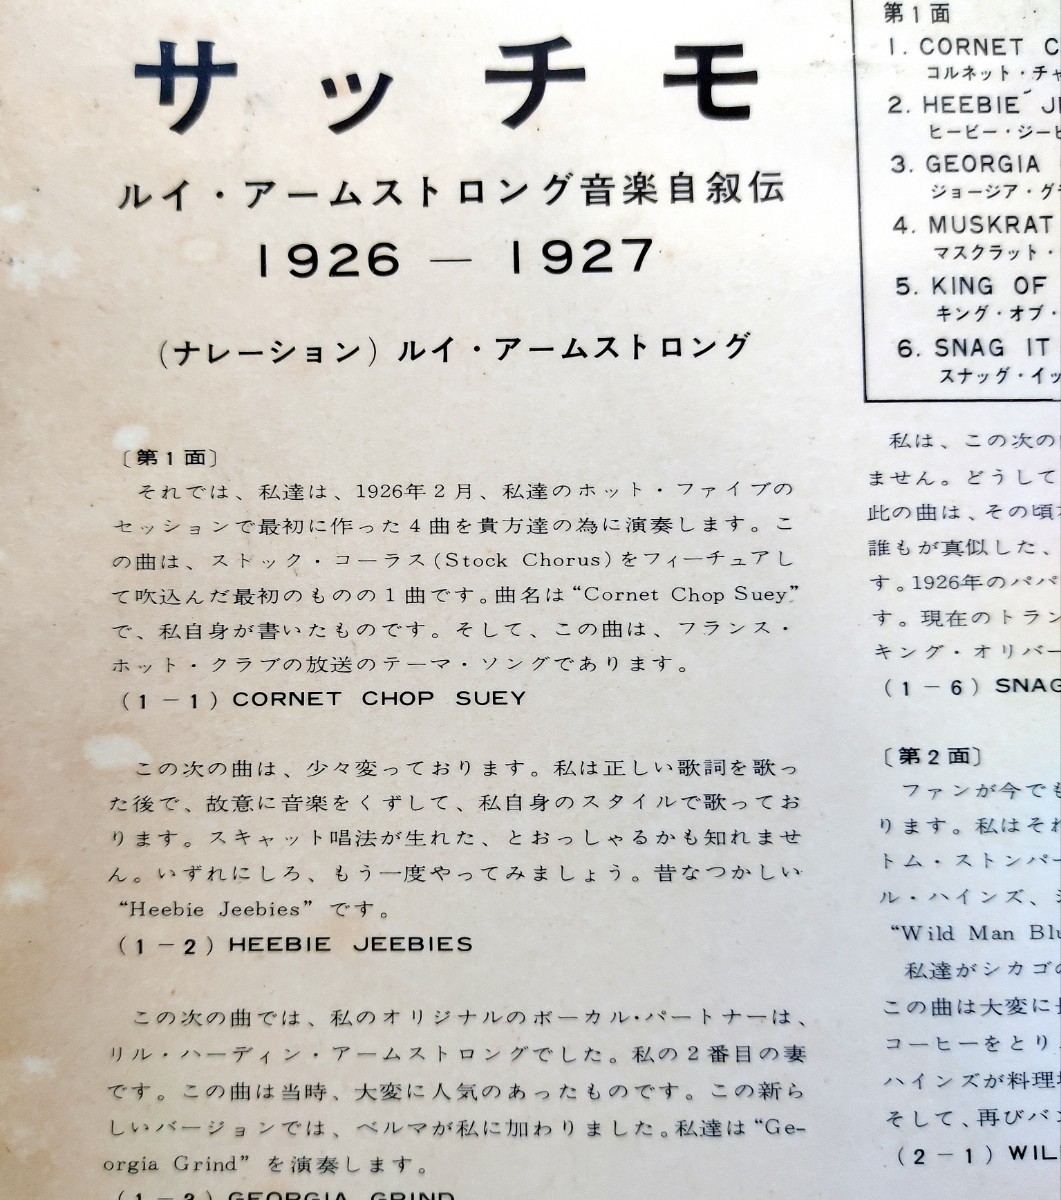 サッチモ
ルイ・アームストロング音楽自叙伝
1926 — 1927
(ナレーション) ルイ・アームストロング
〔第1面〕
それでは、私達は、1926年2月、私達のホット・ファイブの
セッションで最初に作った4曲を貴方達の為に演奏します。こ
の曲は、ストック・コーラス(Stock Chorus)をフィーチュアし
て吹込んだ最初のものの1曲です。曲名は“Cornet Chop Suey”
で、私自身が書いたものです。そして、この曲は、フランス・
ホット・クラブの放送のテーマ・ソングであります。
(1-1) CORNET CHOP SUEY
この次の曲は、少々変っております。私は正しい歌詞を歌っ
た後で、故意に音楽をくずして、私自身のスタイルで歌ってお
ります。スキャット唱法が生れた、とおっしゃるかも知れませ
ん。いずれにしろ、もう一度やってみましょう。昔なつかしい
“Heebie Jeebies” です。
(1-2) HEEBIE JEEBIES
この次の曲では、私のオリジナルのボーカル・パートナーは、
リル・ハーディン・アームストロングでした。私の2番目の妻
です。この曲は当時、大変に人気のあったものです。この新ら
しいバージョンでは、ベルマが私に加わりました。私達は“Ge-
orgia Grind” を演奏します。
(1-3) GEORGIA GRIND
第1面
1. CORNET C
コルネット・チャ
2. HEEBIE JE
ヒービー・ジービ
3. GEORGIA
ジョージア・グラ
4. MUSKRAT
マスクラット・
5. KING OF
キング・オブ・
6. SNAG IT
スナッグ・イッ
私は、この次の
ません。どうして
此の曲は、その頃
誰もが真似した、
す。1926年のパパ
す。現在のトラン
キング・オリバー
(1-6) SNAG
〔第2面〕
ファンが今でも
ります。私はそれ
トム・ストンパー
ル・ハインズ、
“Wild Man Blu
私達がシカゴの
この曲は大変に
コーヒーをとり
ハインズが料理
そして、再びバン
(2-1) WIL